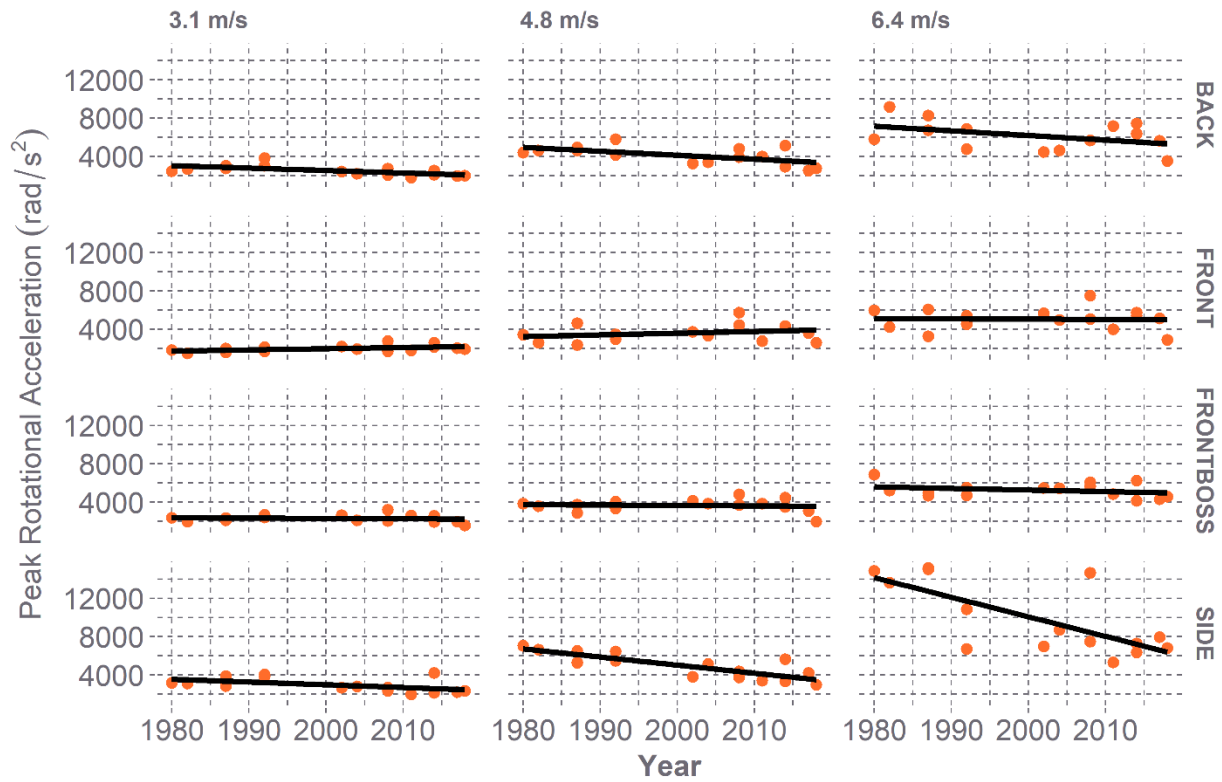 3.1 m/s 4.8 m/s 6.4 m/s
Peak Rotational Acceleration (rad/s²)
12000
8000
4000
BACK
12000
8000
4000
FRONT
12000
8000
4000
FRONTBOSS
12000
8000
4000
SIDE
1980 1990 2000 2010 1980 1990 2000 2010 1980 1990 2000 2010
Year